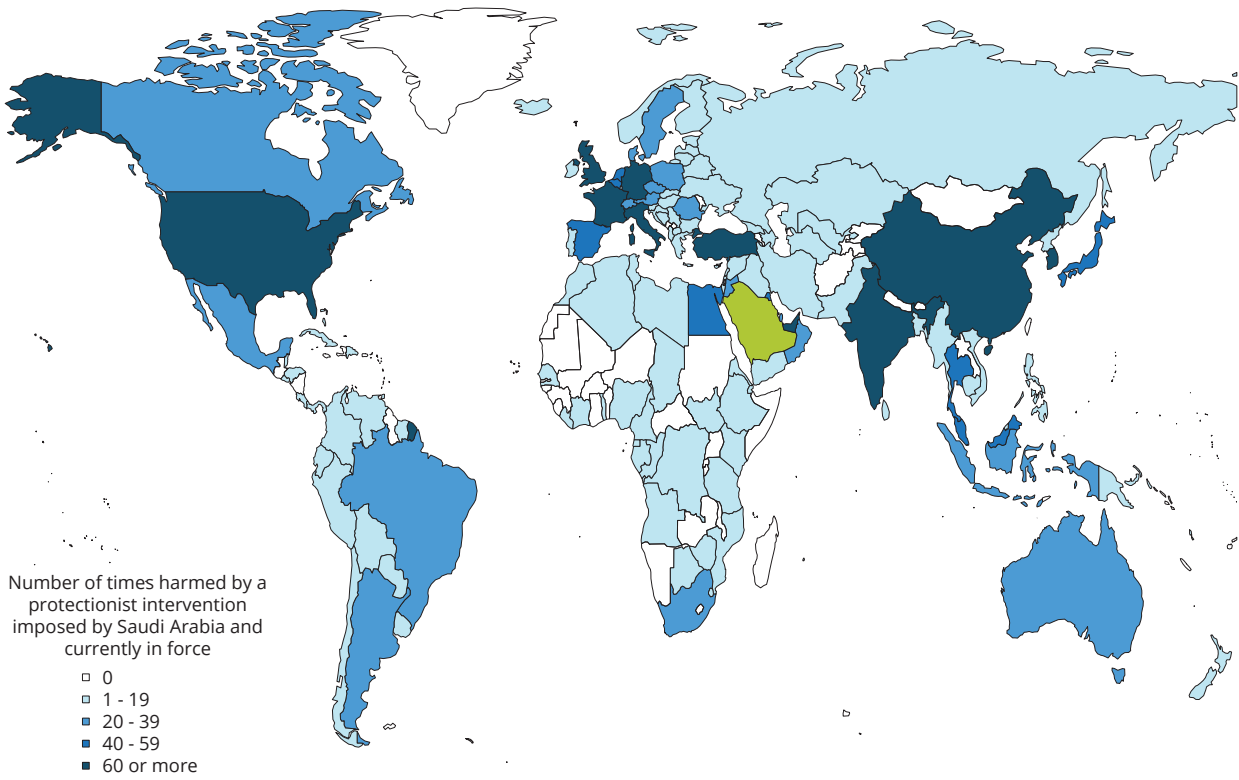 Number of times harmed by a
protectionist intervention
imposed by Saudi Arabia and
currently in force
0
1 - 19
20 - 39
40 - 59
60 or more